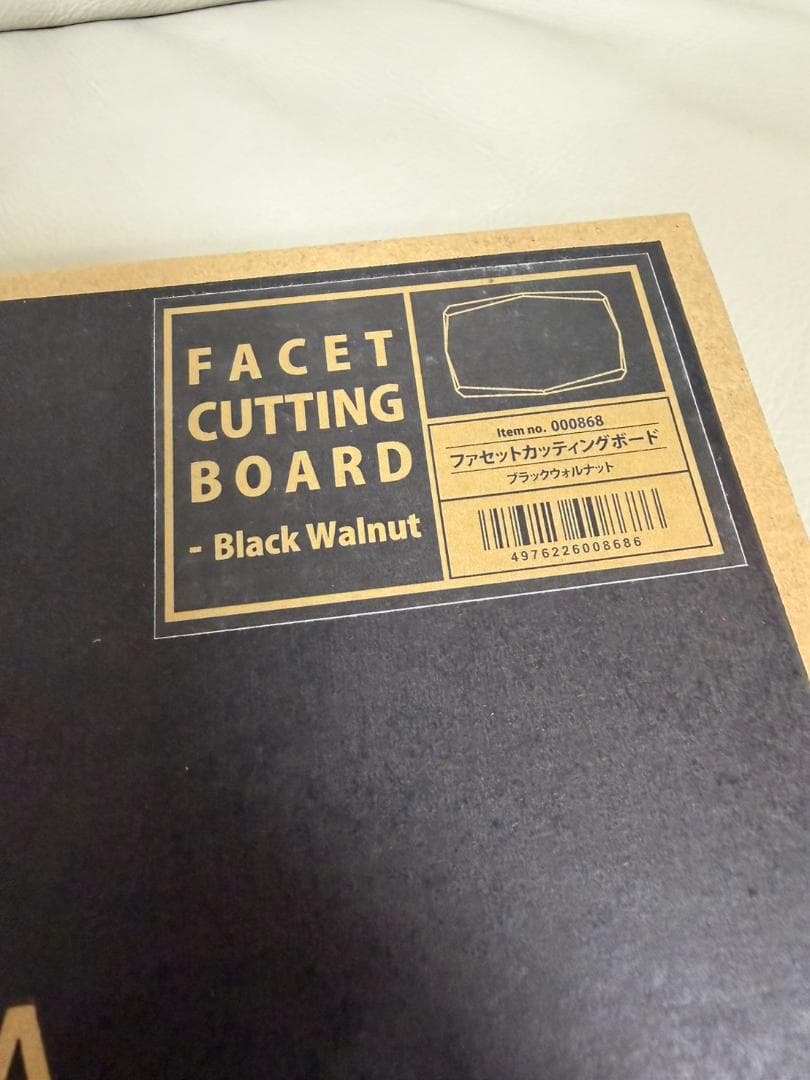 FACET
CUTTING
BOARD
- Black Walnut
Item no. 000868
ファセットカッティングボード
ブラックウォルナット
4976226008686